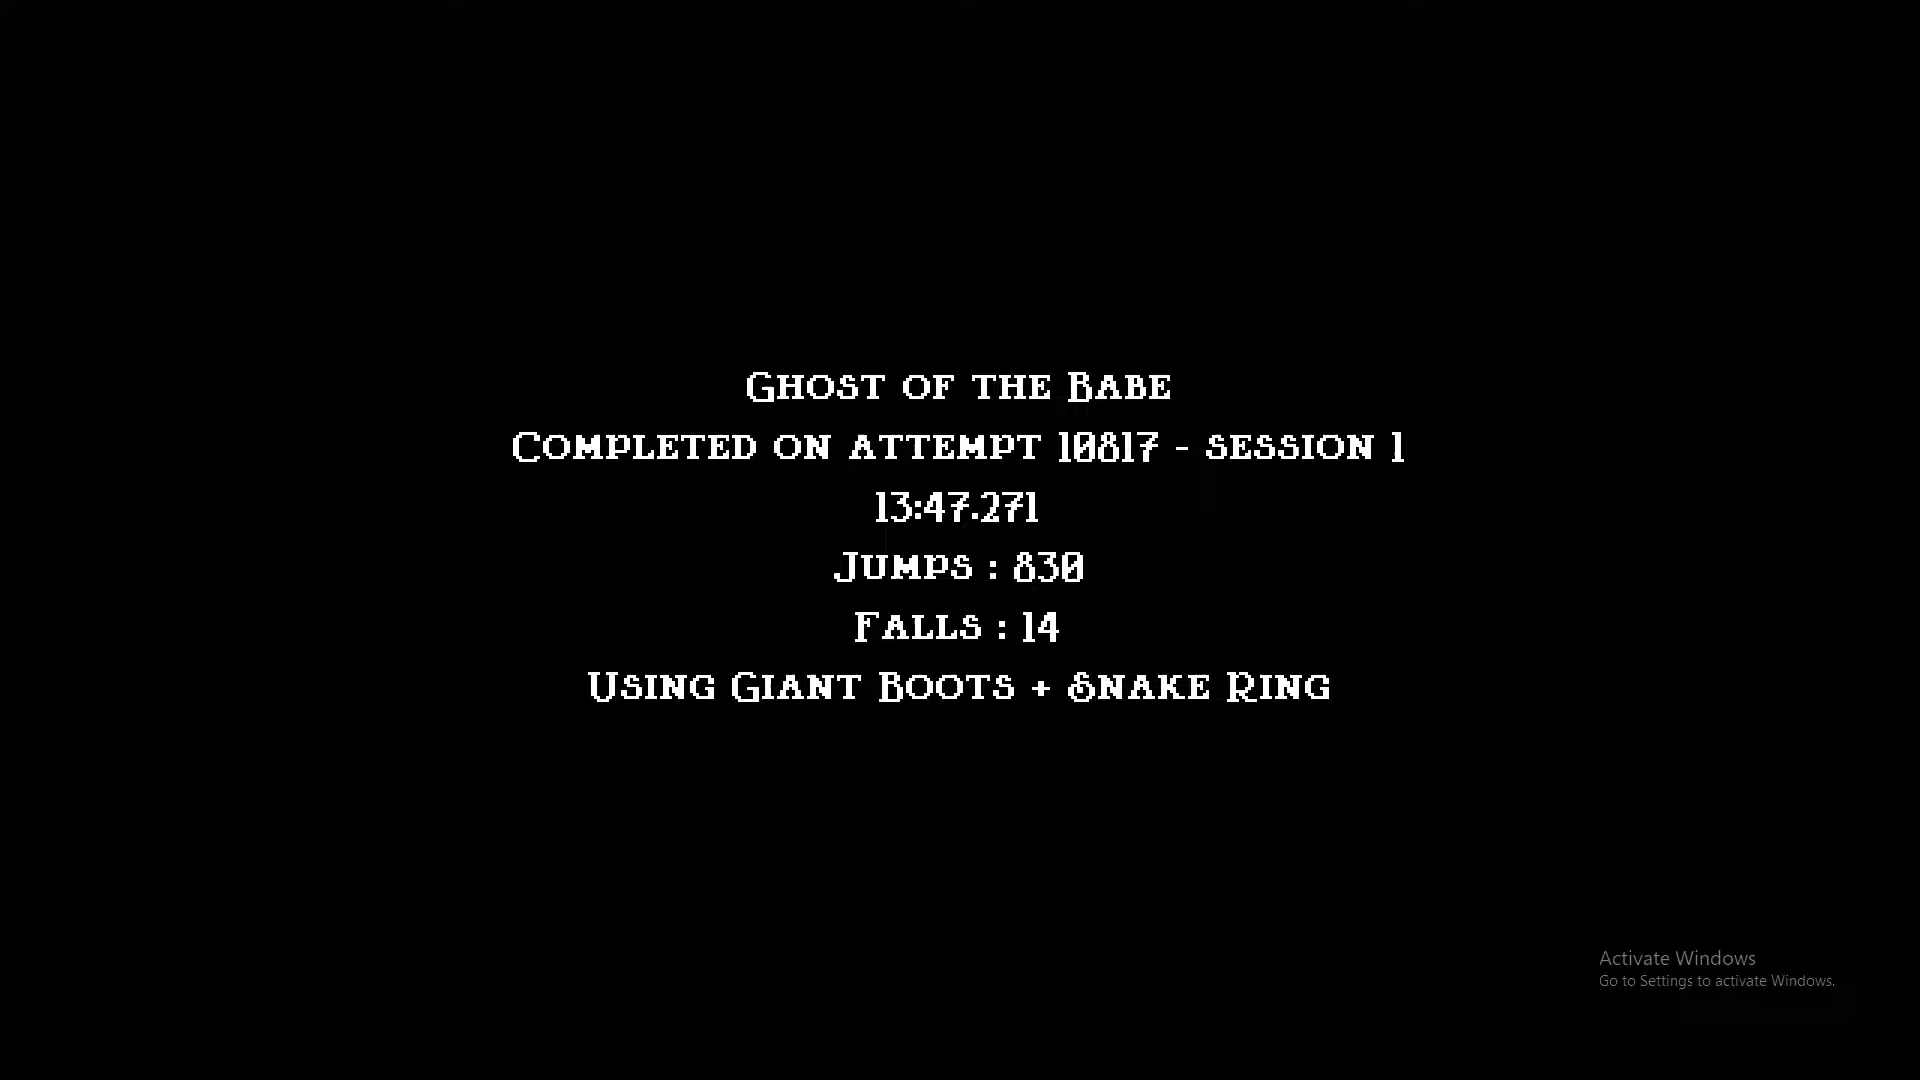 Ghost of the Babe
Completed on attempt 10817 - session 1
13:47.271
Jumps : 830
Falls : 14
Using Giant Boots + Snake Ring
Activate Windows
Go to Settings to activate Windows.